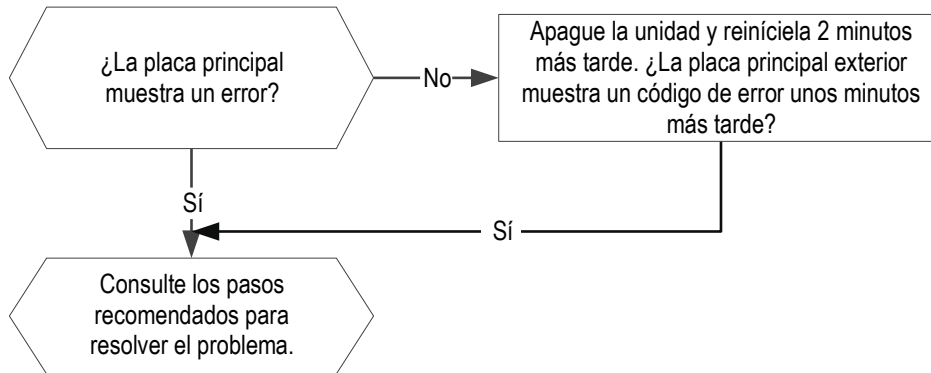 ¿La placa principal
muestra un error?
No
Apague la unidad y reiníciela 2 minutos
más tarde. ¿La placa principal exterior
muestra un código de error unos minutos
más tarde?
Sí
Sí
Consulte los pasos
recomendados para
resolver el problema.